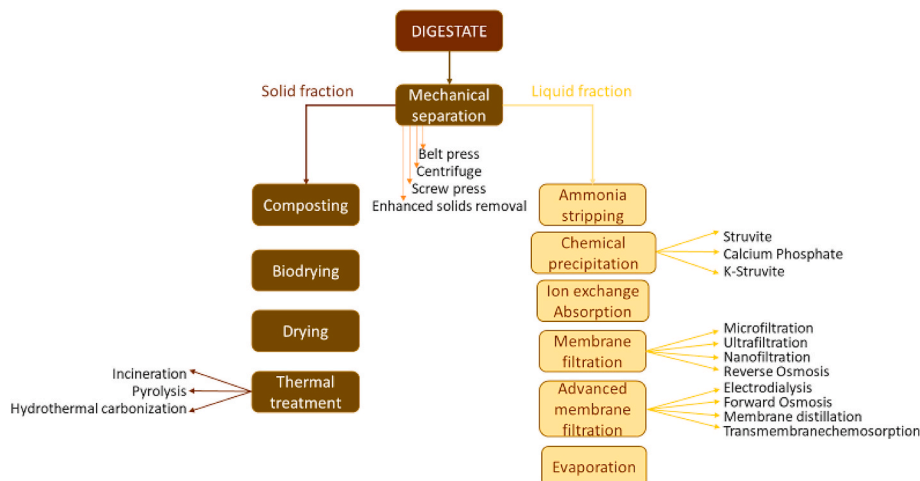 DIGESTATE
Solid fraction
Mechanical
separation
Liquid fraction
Belt press
Centrifuge
Screw press
Enhanced solids removal
Composting
Biodrying
Drying
Thermal
treatment
Incineration
Pyrolysis
Hydrothermal carbonization
Ammonia
stripping
Chemical
precipitation
Struvite
Calcium Phosphate
K-Struvite
Ion exchange
Absorption
Membrane
filtration
Microfiltration
Ultrafiltration
Nanofiltration
Reverse Osmosis
Advanced
membrane
filtration
Electrodialysis
Forward Osmosis
Membrane distillation
Transmembranechemosorption
Evaporation